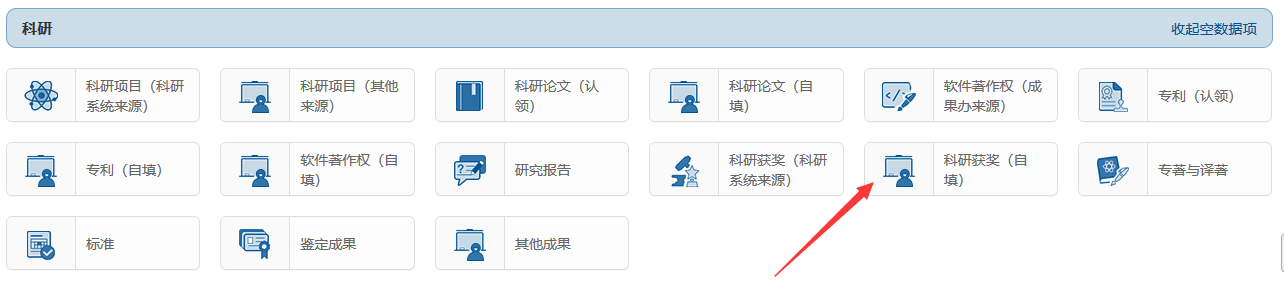 科研
收起空数据项
科研项目（科研
系统来源）
科研项目（其他
来源）
科研论文（认
领）
科研论文（自
填）
软件著作权（成
果办来源）
专利（认领）
专利（自填）
软件著作权（自
填）
研究报告
科研获奖（科研
系统来源）
科研获奖（自
填）
专著与译著
标准
鉴定成果
其他成果